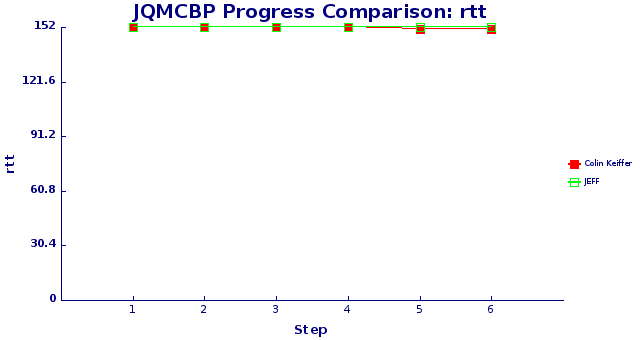 JQMCBP Progress Comparison: rtt
152
121.6
91.2
60.8
30.4
0
rtt
1 2 3 4 5 6
Step
Colin Keiffer
JEFF